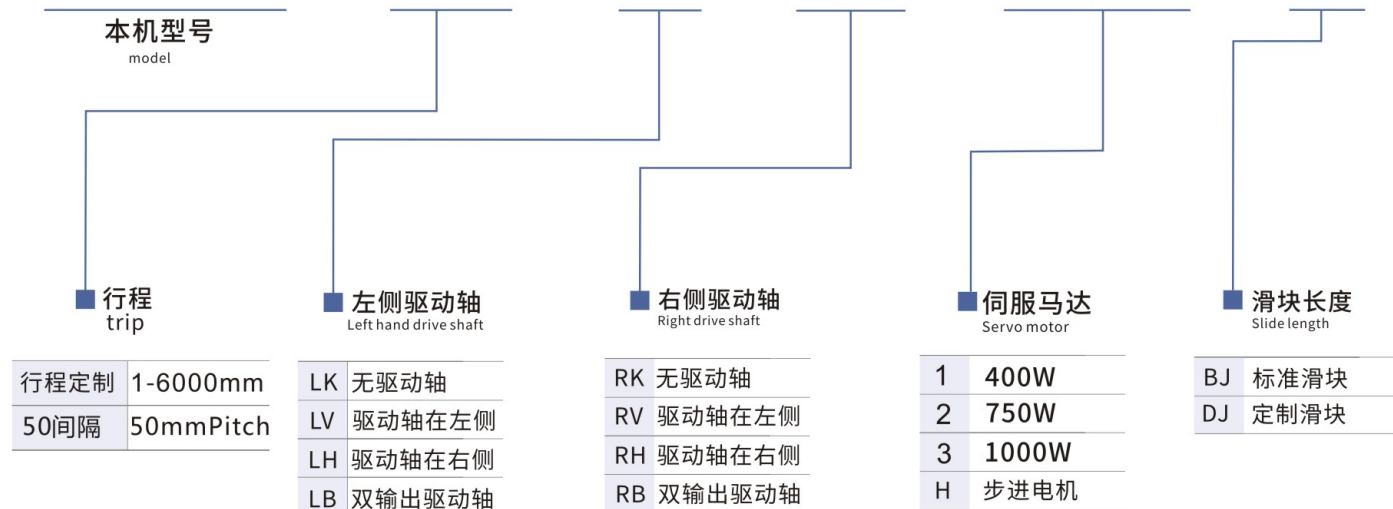 本机型号
model
行程
trip
行程定制 1-6000mm
50间隔 50mmPitch
左侧驱动轴
Left hand drive shaft
LK 无驱动轴
LV 驱动轴在左侧
LH 驱动轴在右侧
LB 双输出驱动轴
右侧驱动轴
Right drive shaft
RK 无驱动轴
RV 驱动轴在左侧
RH 驱动轴在右侧
RB 双输出驱动轴
伺服马达
Servo motor
1 400W
2 750W
3 1000W
H 步进电机
滑块长度
Slide length
BJ 标准滑块
DJ 定制滑块